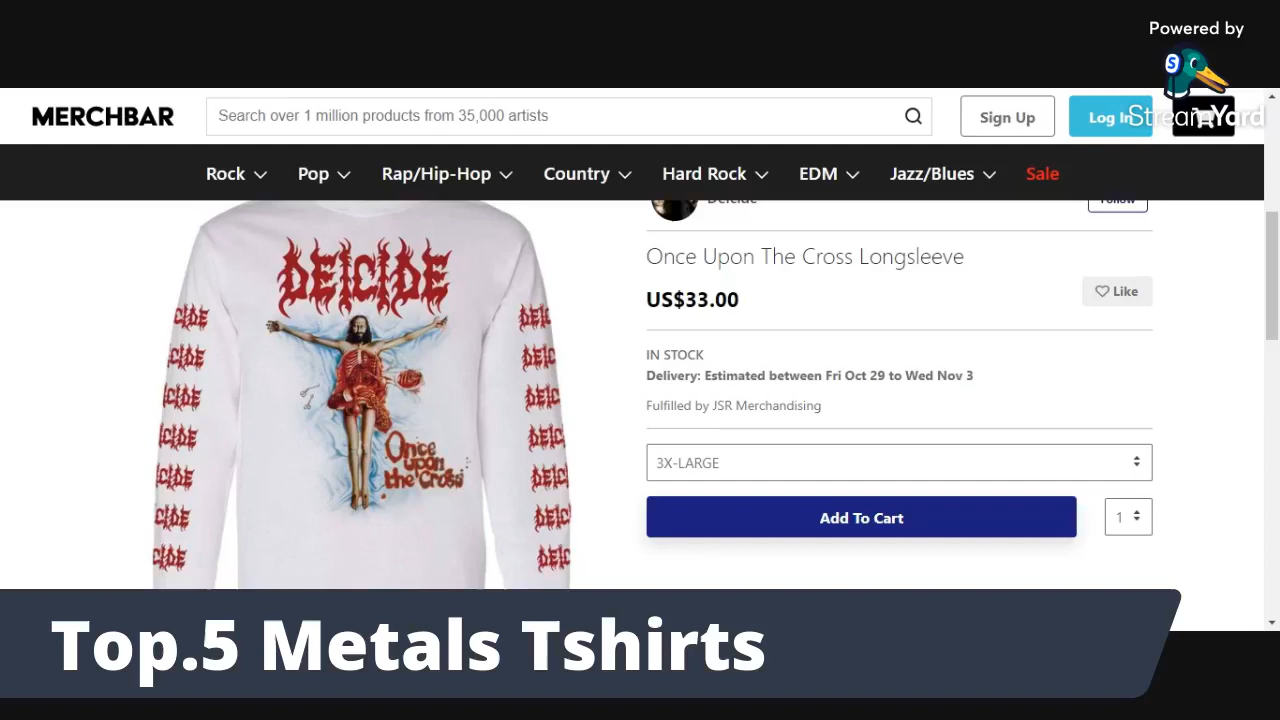 Powered by
StreamYard
MERCHBAR
Search over 1 million products from 35,000 artists
Sign Up
Log In
Rock
Pop
Rap/Hip-Hop
Country
Hard Rock
EDM
Jazz/Blues
Sale
Deicide
Follow
Once Upon The Cross Longsleeve
US$33.00
Like
IN STOCK
Delivery: Estimated between Fri Oct 29 to Wed Nov 3
Fulfilled by JSR Merchandising
3X-LARGE
Add To Cart
1
DEICIDE
Once
upon
the Cross
Top.5 Metals Tshirts